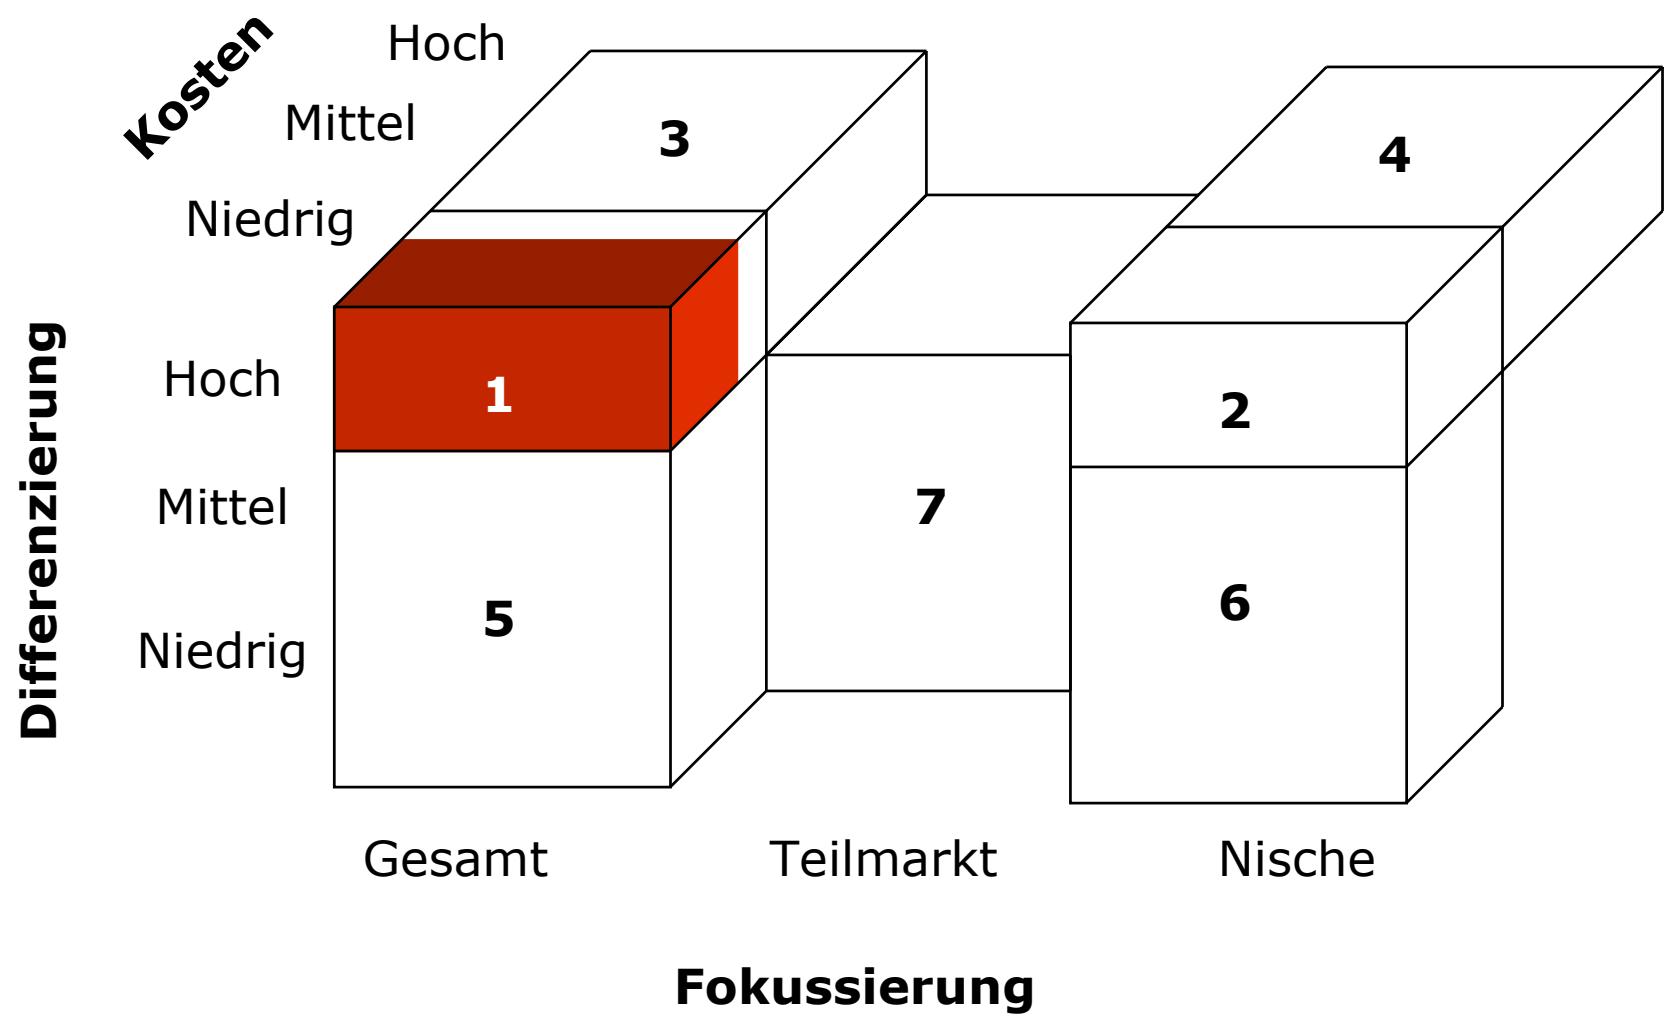 Kosten
Hoch
Mittel
Niedrig
3
4
Differenzierung
Hoch
Mittel
Niedrig
1
2
7
5
6
Gesamt
Teilmarkt
Nische
Fokussierung